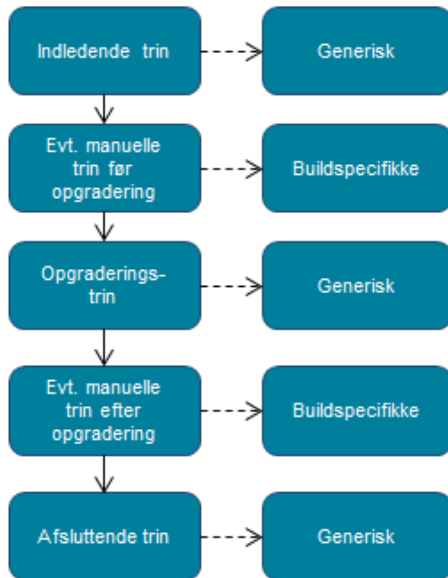 Indledende trin
Generisk
Evt. manuelle
trin før
opgradering
Buildspecifikke
Opgraderings-
trin
Generisk
Evt. manuelle
trin efter
opgradering
Buildspecifikke
Afsluttende trin
Generisk